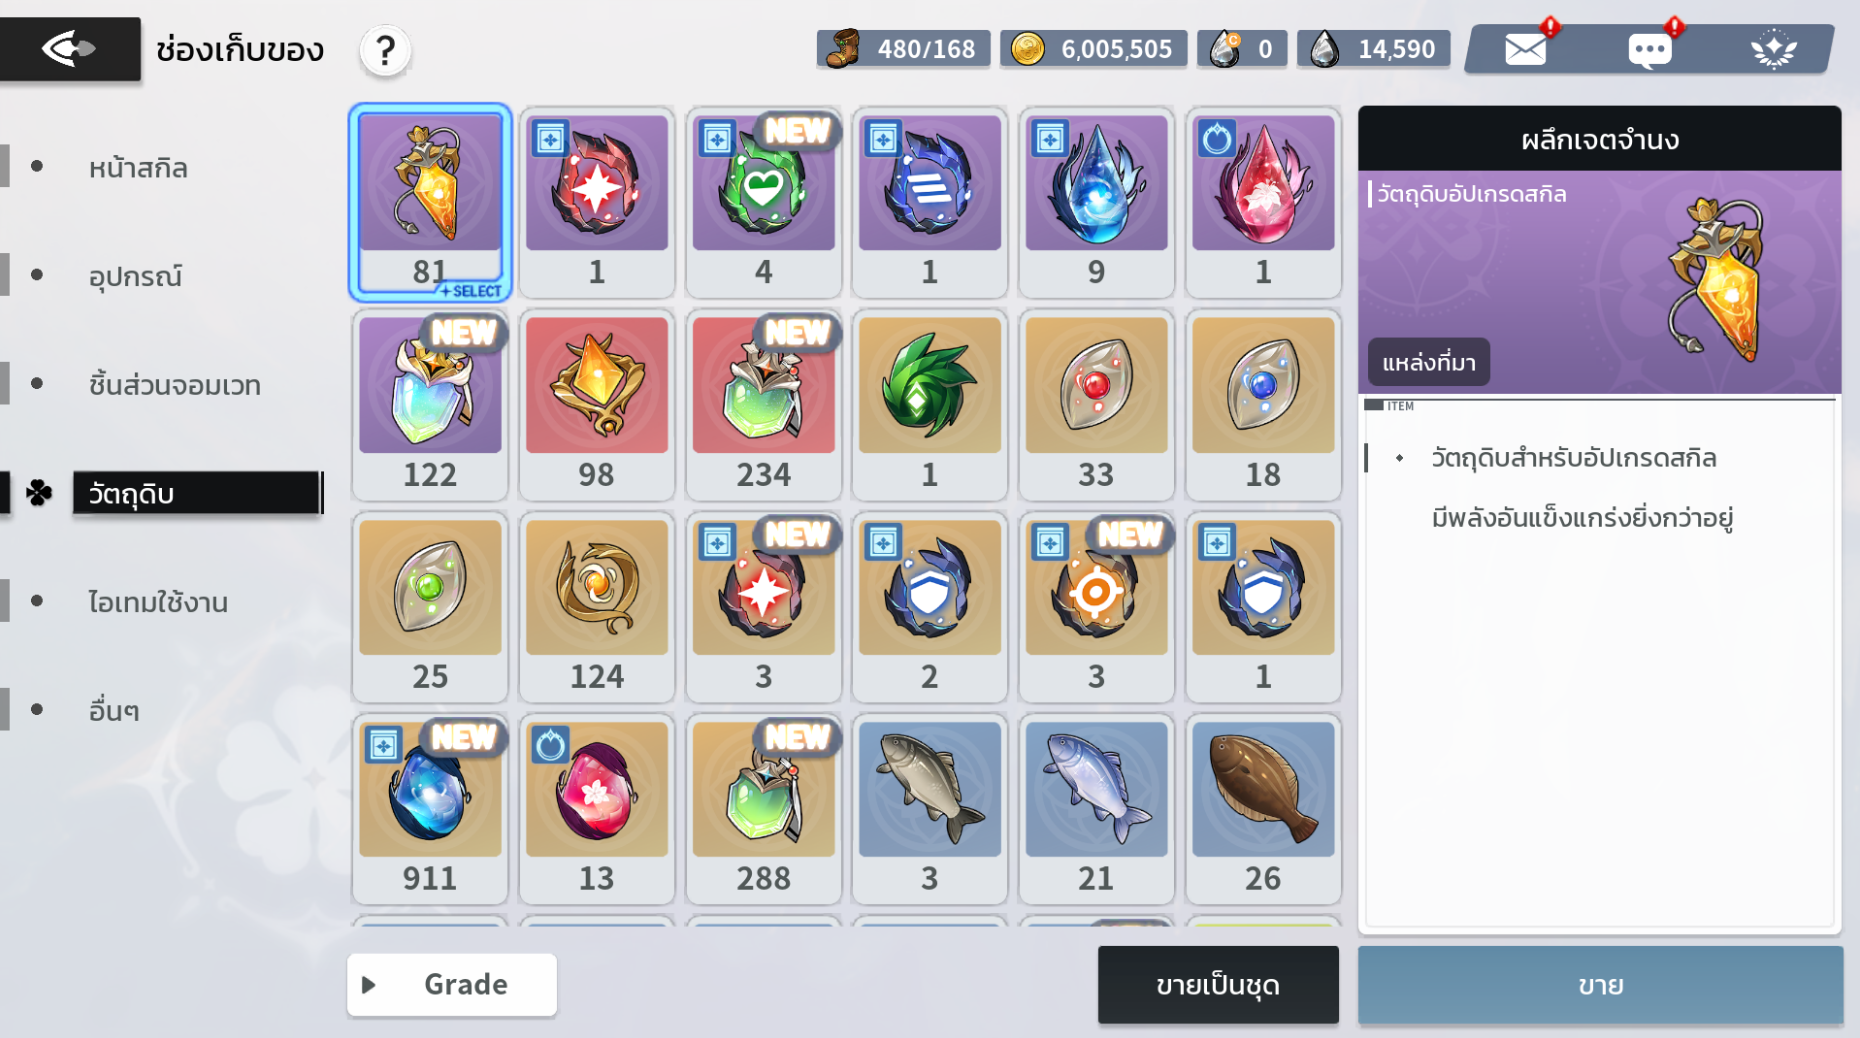 ช่องเก็บของ
?
480/168
6,005,505
0
14,590
หน้าสกิล
อุปกรณ์
ชิ้นส่วนจอมเวท
วัตถุดิบ
ไอเทมใช้งาน
อื่นๆ
81
SELECT
1
NEW
4
1
9
1
NEW
122
98
NEW
234
1
33
18
25
124
NEW
3
2
NEW
3
1
NEW
911
13
NEW
288
3
21
26
Grade
ขายเป็นชุด
ผลึกเจตจำนง
วัตถุดิบอัปเกรดสกิล
แหล่งที่มา
ITEM
วัตถุดิบสำหรับอัปเกรดสกิล
มีพลังอันแข็งแกร่งยิ่งกว่าอยู่
ขาย